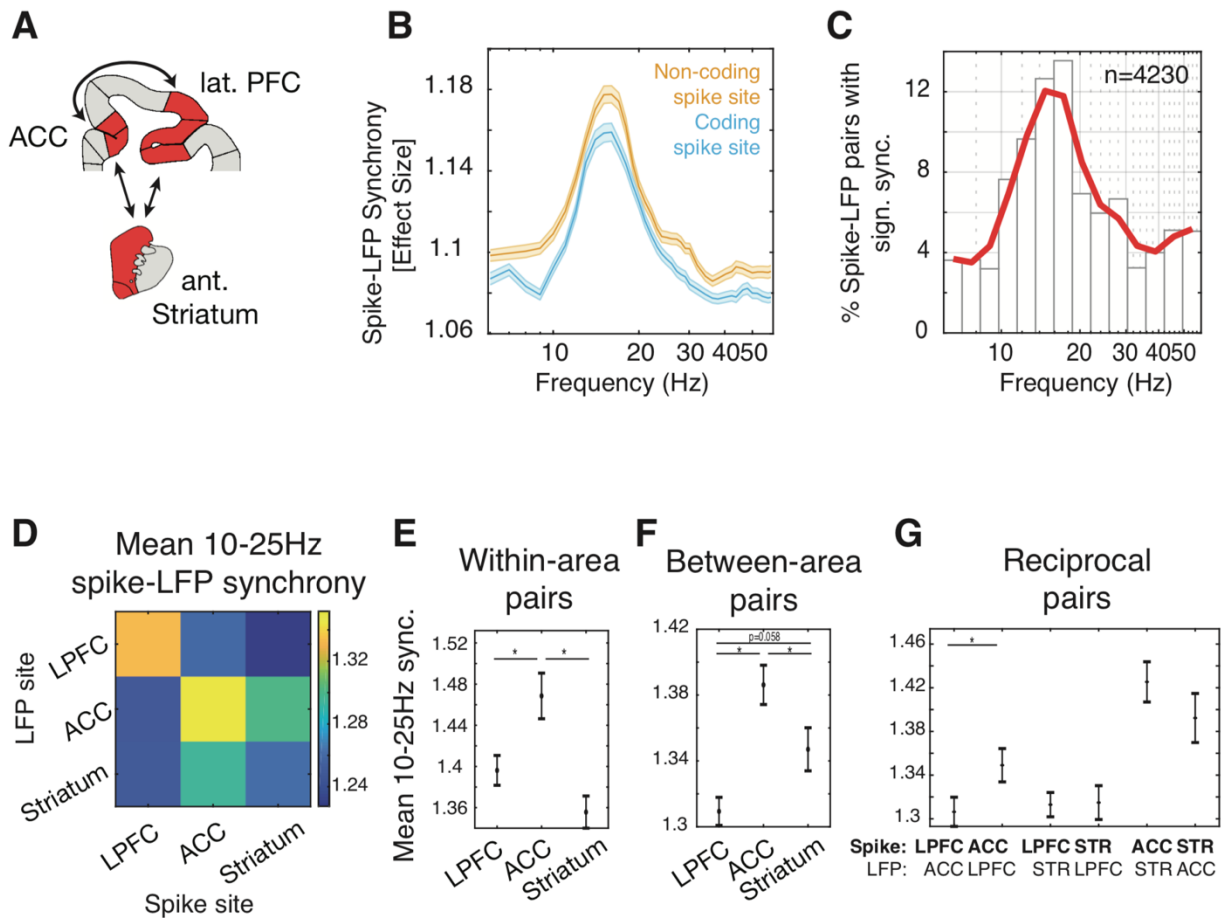 A
lat. PFC
ACC
ant.
Striatum
B
Spike-LFP Synchrony
[Effect Size]
1.18
1.14
1.1
1.06
Non-coding
spike site
Coding
spike site
10 20 30 4050
Frequency (Hz)
C
% Spike-LFP pairs with
sign. sync.
12
8
4
0
n=4230
10 20 30 4050
Frequency (Hz)
D
Mean 10-25Hz
spike-LFP synchrony
LFP site
LPFC
ACC
Striatum
1.32
1.28
1.24
LPFC ACC Striatum
Spike site
E
Within-area
pairs
Mean 10-25Hz sync.
1.52
1.48
1.44
1.4
1.36
* *
LPFC ACC Striatum
F
Between-area
pairs
1.42
1.38
1.34
1.3
p=0.058
* *
LPFC ACC Striatum
G
Reciprocal
pairs
1.46
1.42
1.38
1.34
1.3
*
Spike: LPFC ACC LPFC STR ACC STR
LFP: ACC LPFC STR LPFC STR ACC